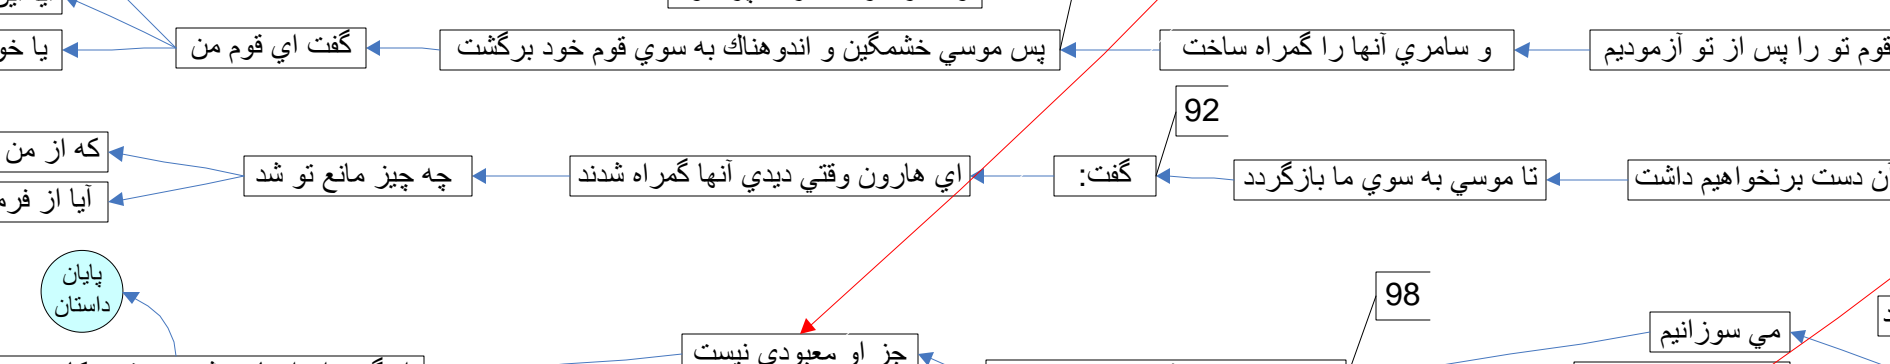 قوم تو را پس از تو آزموديم
و سامري آنها را گمراه ساخت
پس موسي خشمگين و اندوهناك به سوي قوم خود برگشت
گفت اي قوم من
يا
92
دست برنخواهيم داشت
تا موسي به سوي ما بازگردد
گفت:
اي هارون وقتي ديدي آنها گمراه شدند
چه چيز مانع تو شد
كه از من
آيا از
98
مي سوزانيم
جز او معبودي نيست
پايان
داستان